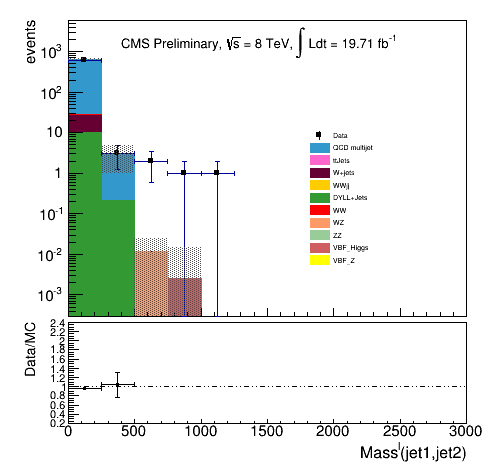 CMS Preliminary, √s = 8 TeV, ∫ Ldt = 19.71 fb⁻¹
events
10³
10²
10
1
10⁻¹
10⁻²
10⁻³
Data
QCD multijet
ttJets
W+jets
WWjj
DYLL+Jets
WW
WZ
ZZ
VBF_Higgs
VBF_Z
Data/MC
2.4
2.2
2
1.8
1.6
1.4
1.2
1
0.8
0.6
0.4
0.2
0 500 1000 1500 2000 2500 3000
Mass(jet1,jet2)